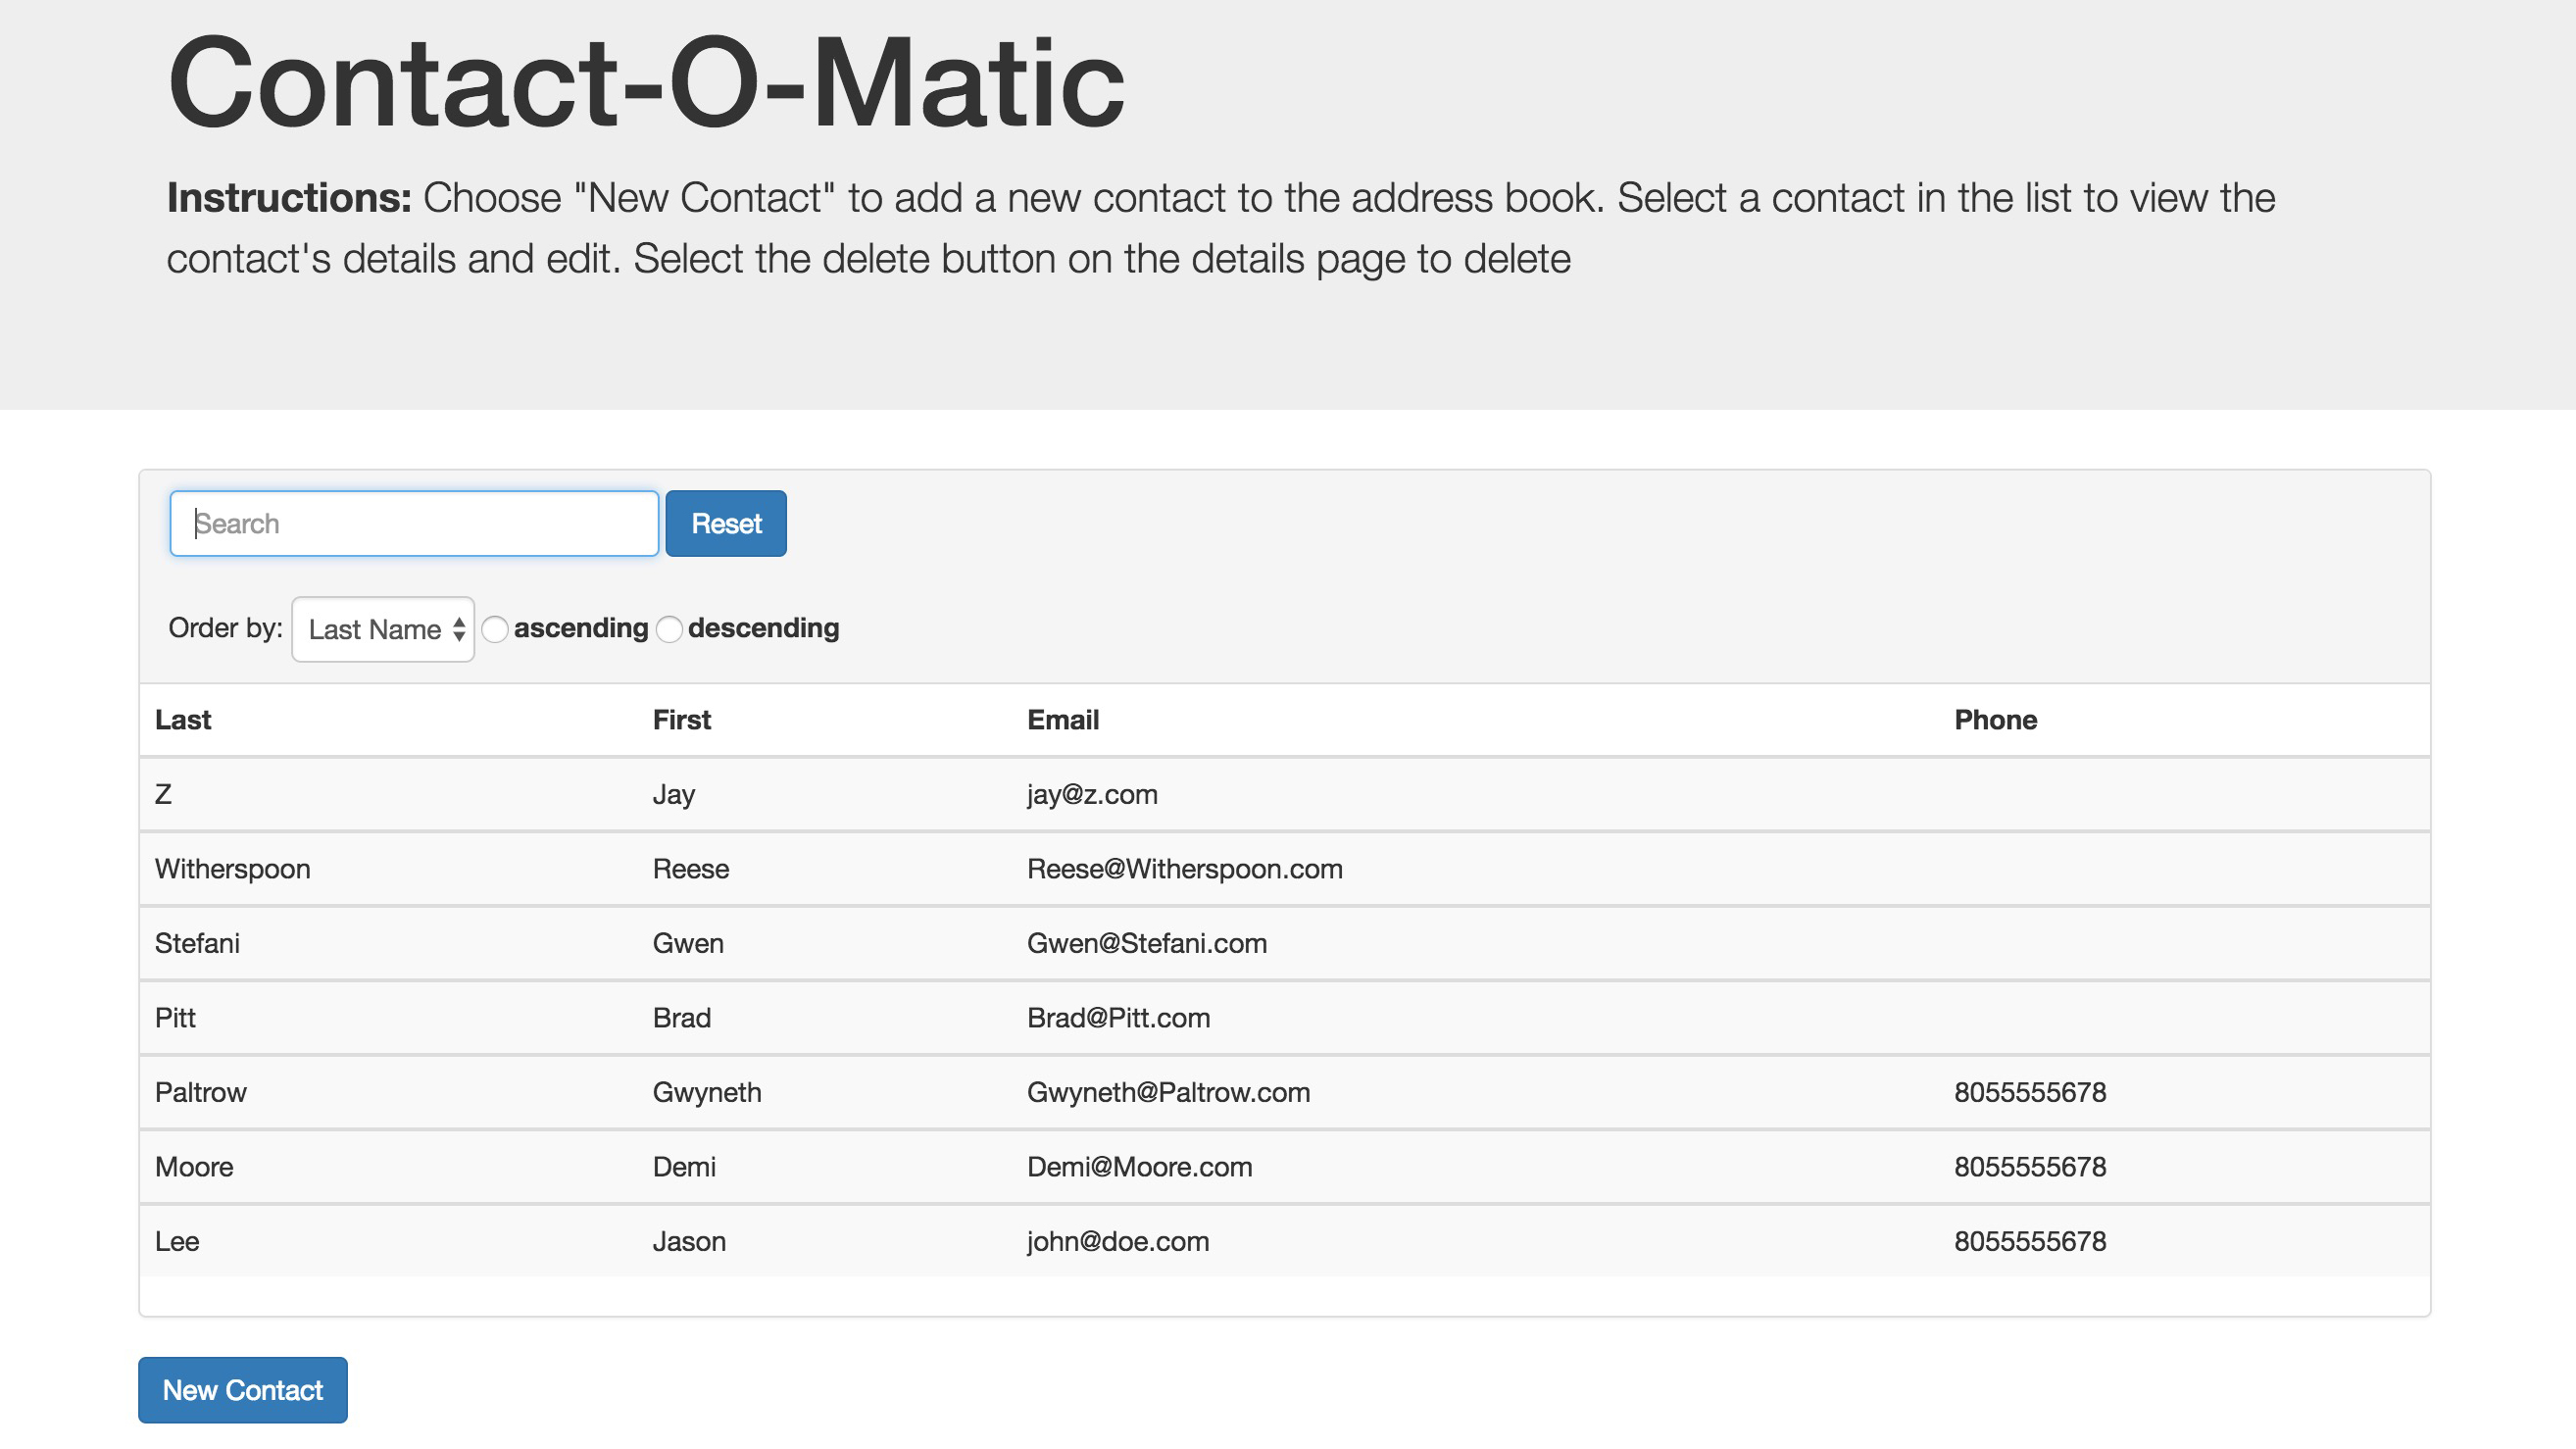 Contact-O-Matic
Instructions: Choose "New Contact" to add a new contact to the address book. Select a contact in the list to view the
contact's details and edit. Select the delete button on the details page to delete
Search Reset
Order by: Last Name ascending descending
Last First Email Phone
Z Jay jay@z.com
Witherspoon Reese Reese@Witherspoon.com
Stefani Gwen Gwen@Stefani.com
Pitt Brad Brad@Pitt.com
Paltrow Gwyneth Gwyneth@Paltrow.com 8055555678
Moore Demi Demi@Moore.com 8055555678
Lee Jason john@doe.com 8055555678
New Contact